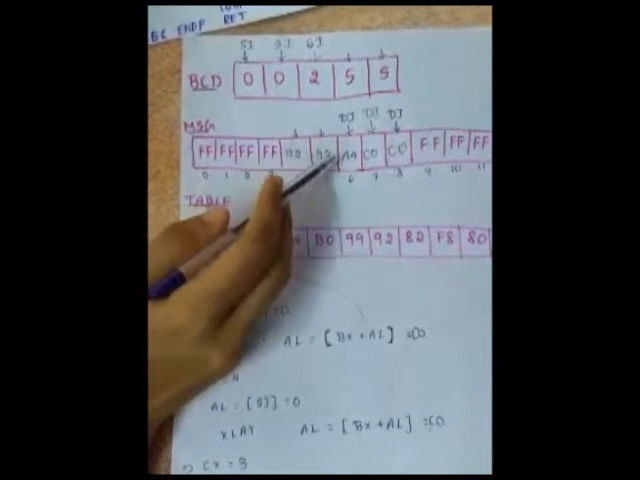 BC ENDP RET
SI SI SI
BCD 0 0 2 5 5
DI DI DI
MSG
FF FF FF FF 92 92 A4 C0 C0 FF FF FF
0 1 2 6 7 8 9 10 11
TABLE
B0 99 92 82 F8 80
AL = [BX + AL] = C0
AL = [SI] = 0
XLAT AL = [BX + AL] = C0
⇒ CX = 3